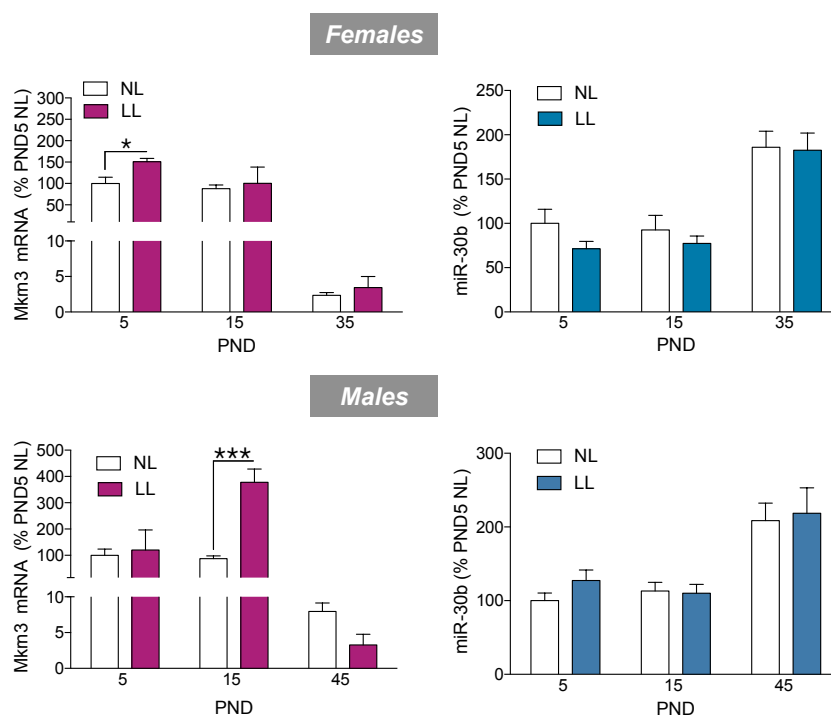 Females
NL
LL
Mkm3 mRNA (% PND5 NL)
300
250
200
150
100
50
10
5
0
*
5 15 35
PND
NL
LL
miR-30b (% PND5 NL)
250
200
150
100
50
0
5 15 35
PND
Males
NL
LL
Mkm3 mRNA (% PND5 NL)
500
400
300
200
100
10
5
0
***
5 15 45
PND
NL
LL
miR-30b (% PND5 NL)
300
200
100
0
5 15 45
PND